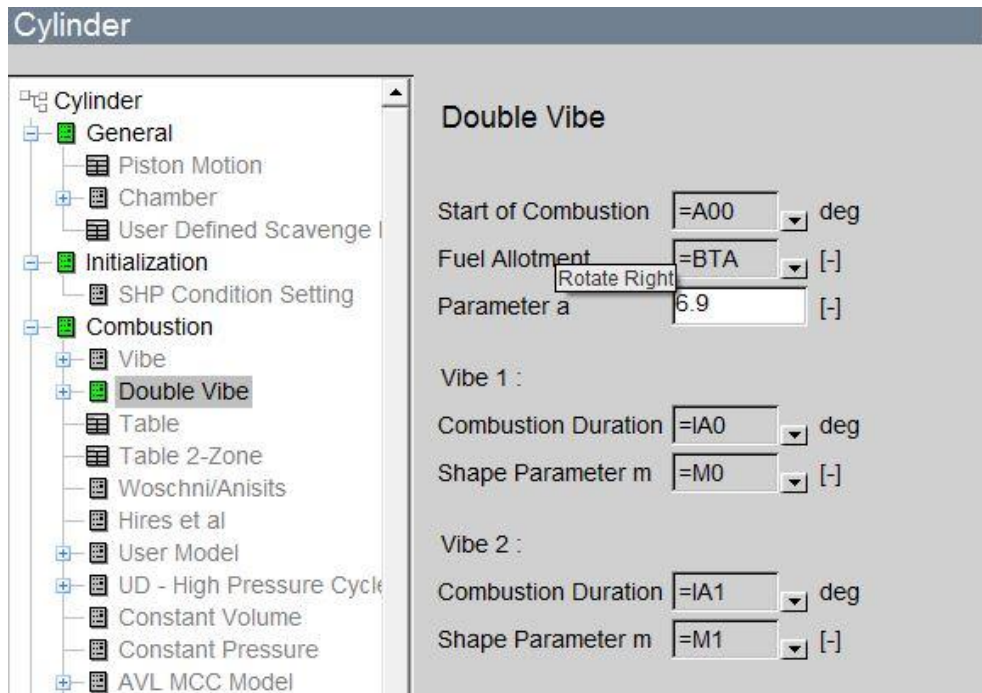 Cylinder
Cylinder
General
Piston Motion
Chamber
User Defined Scavenge
Initialization
SHP Condition Setting
Combustion
Vibe
Double Vibe
Table
Table 2-Zone
Woschni/Anisits
Hires et al
User Model
UD - High Pressure Cycle
Constant Volume
Constant Pressure
AVL MCC Model
Double Vibe
Start of Combustion =A00 deg
Fuel Allotment =BTA [-]
Rotate Right
Parameter a 6.9 [-]
Vibe 1 :
Combustion Duration =IA0 deg
Shape Parameter m =M0 [-]
Vibe 2 :
Combustion Duration =IA1 deg
Shape Parameter m =M1 [-]